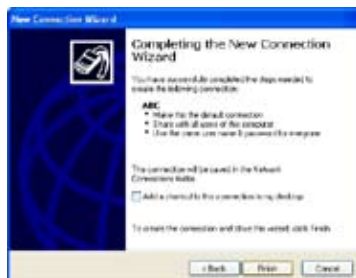 New Connection Wizard
Completing the New Connection
Wizard
You have successfully completed the steps needed to
create the following connection:
ABC
• Make this the default connection
• Share with all users of this computer
• Use the same user name & password for everyone
The connection will be saved in the Network
Connections folder.
Add a shortcut to this connection to my desktop
To create the connection and close this wizard, click Finish.
< Back
Finish
Cancel